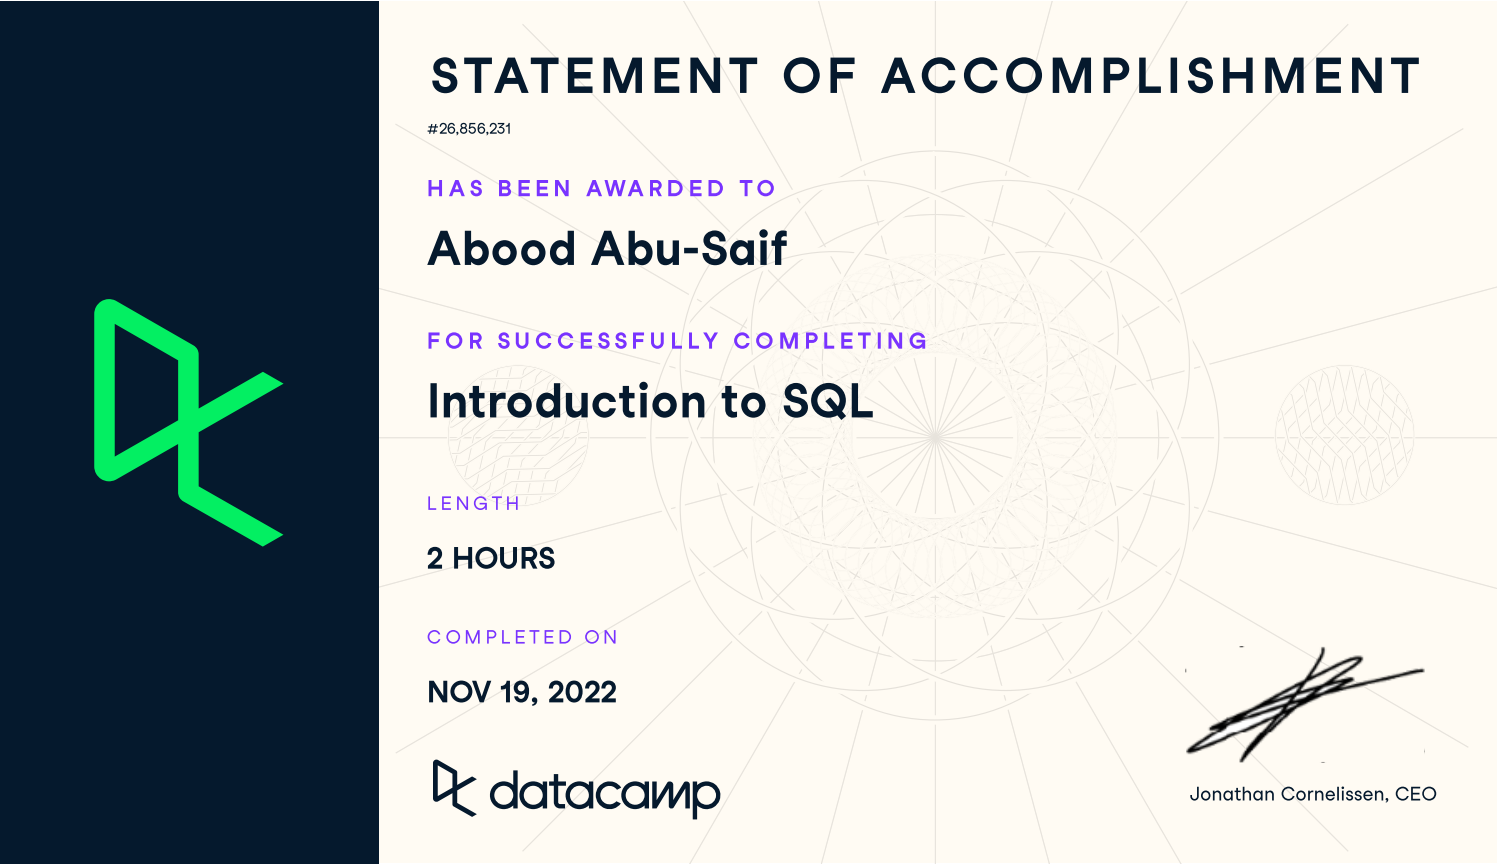 STATEMENT OF ACCOMPLISHMENT
#26,856,231
HAS BEEN AWARDED TO
Abood Abu-Saif
FOR SUCCESSFULLY COMPLETING
Introduction to SQL
LENGTH
2 HOURS
COMPLETED ON
NOV 19, 2022
datacamp
Jonathan Cornelissen, CEO